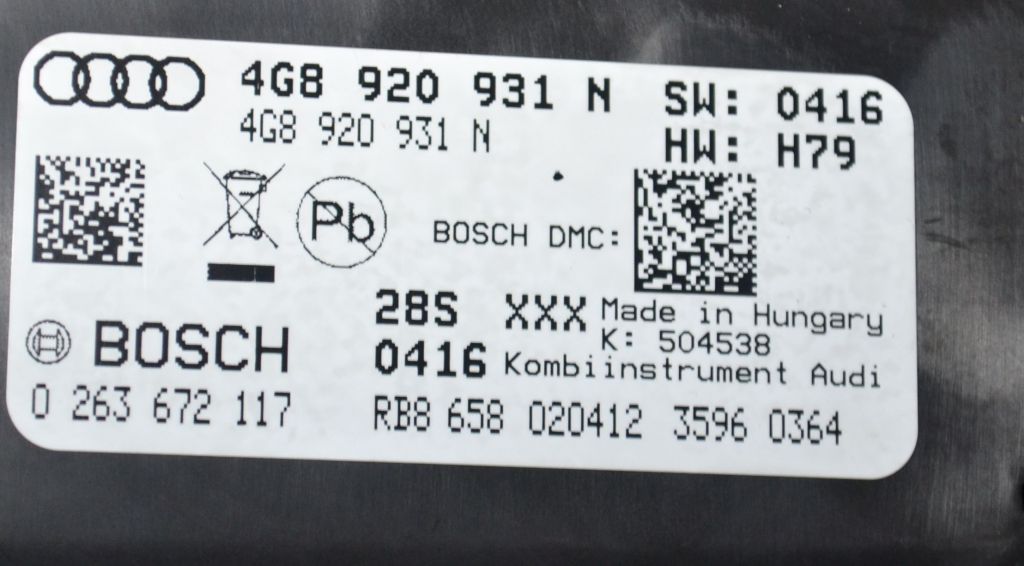 4G8 920 931 N SW: 0416
4G8 920 931 N HW: H79
Pb
BOSCH DMC:
28S XXX Made in Hungary
K: 504538
BOSCH 0416 Kombiinstrument Audi
0 263 672 117 RB8 658 020412 3596 0364